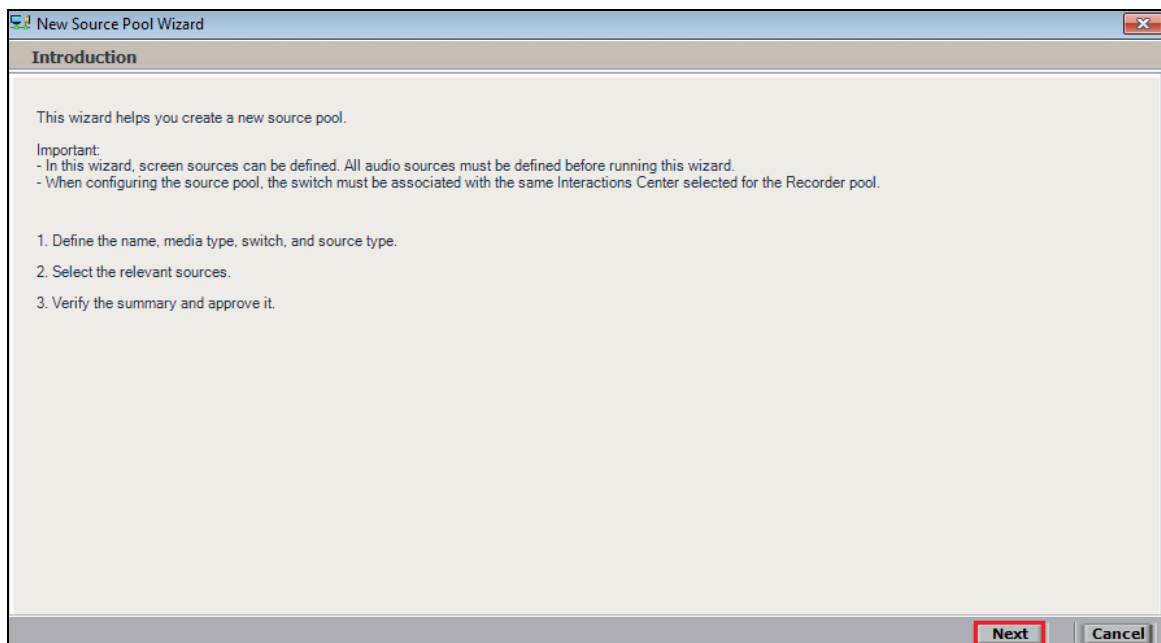 New Source Pool Wizard
Introduction
This wizard helps you create a new source pool.
Important:
- In this wizard, screen sources can be defined. All audio sources must be defined before running this wizard.
- When configuring the source pool, the switch must be associated with the same Interactions Center selected for the Recorder pool.
1. Define the name, media type, switch, and source type.
2. Select the relevant sources.
3. Verify the summary and approve it.
Next Cancel